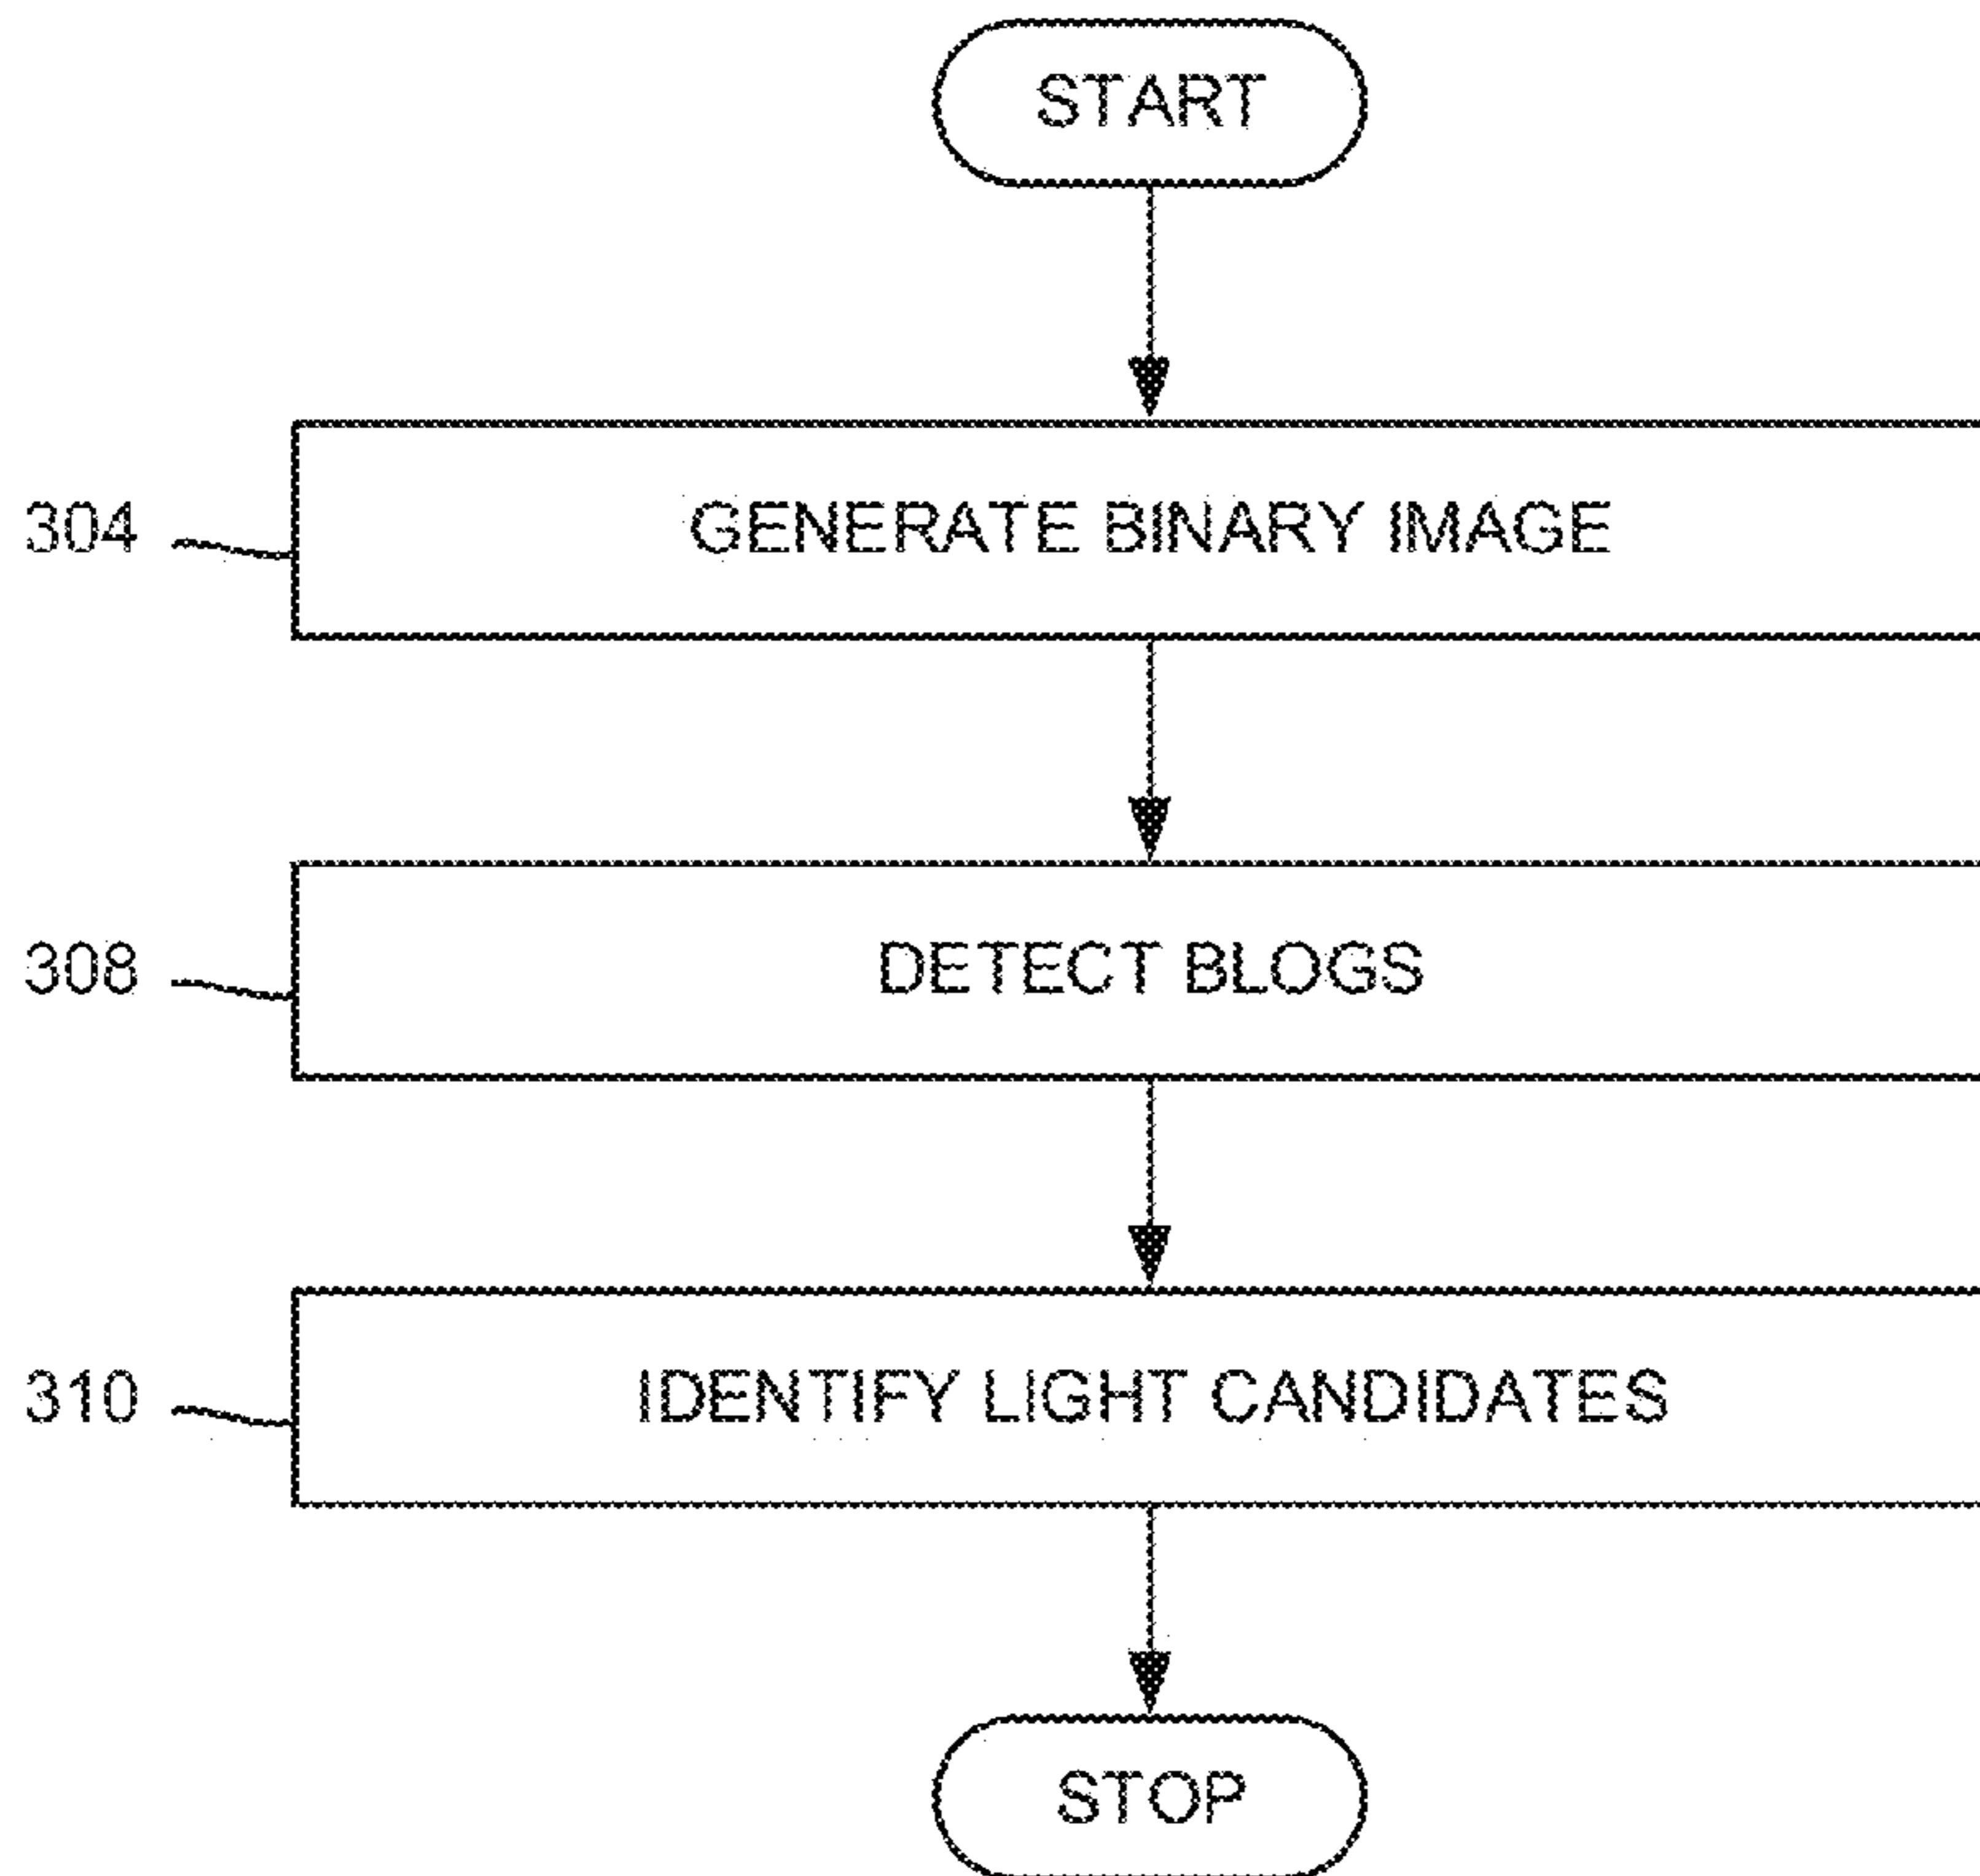 START
304 GENERATE BINARY IMAGE
308 DETECT BLOGS
310 IDENTIFY LIGHT CANDIDATES
STOP